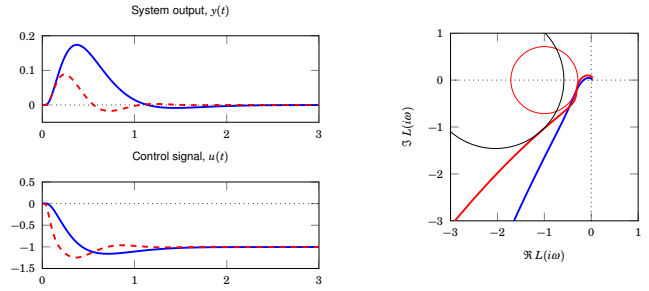 System output, y(t)
0.2
0.1
0
0 1 2 3
Control signal, u(t)
0.5
0
−0.5
−1
−1.5
0 1 2 3
1
0
−1
−2
−3
ℑ L(iω)
−3 −2 −1 0 1
ℜ L(iω)